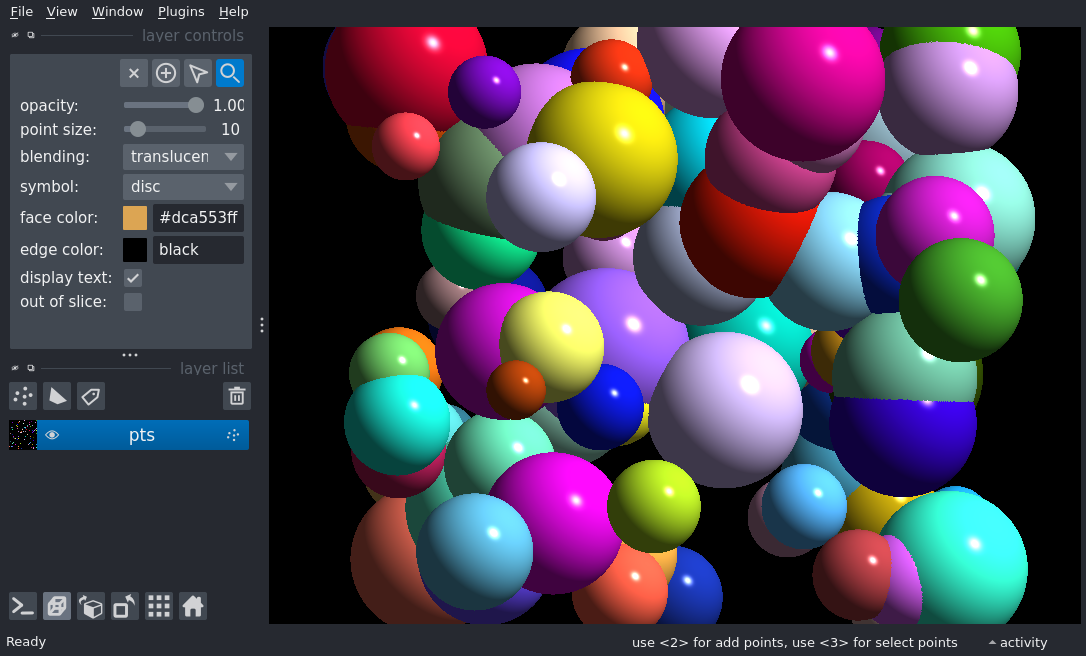 File View Window Plugins Help
layer controls
opacity: 1.00
point size: 10
blending: translucen
symbol: disc
face color: #dca553ff
edge color: black
display text:
out of slice:
layer list
pts
Ready use <2> for add points, use <3> for select points activity